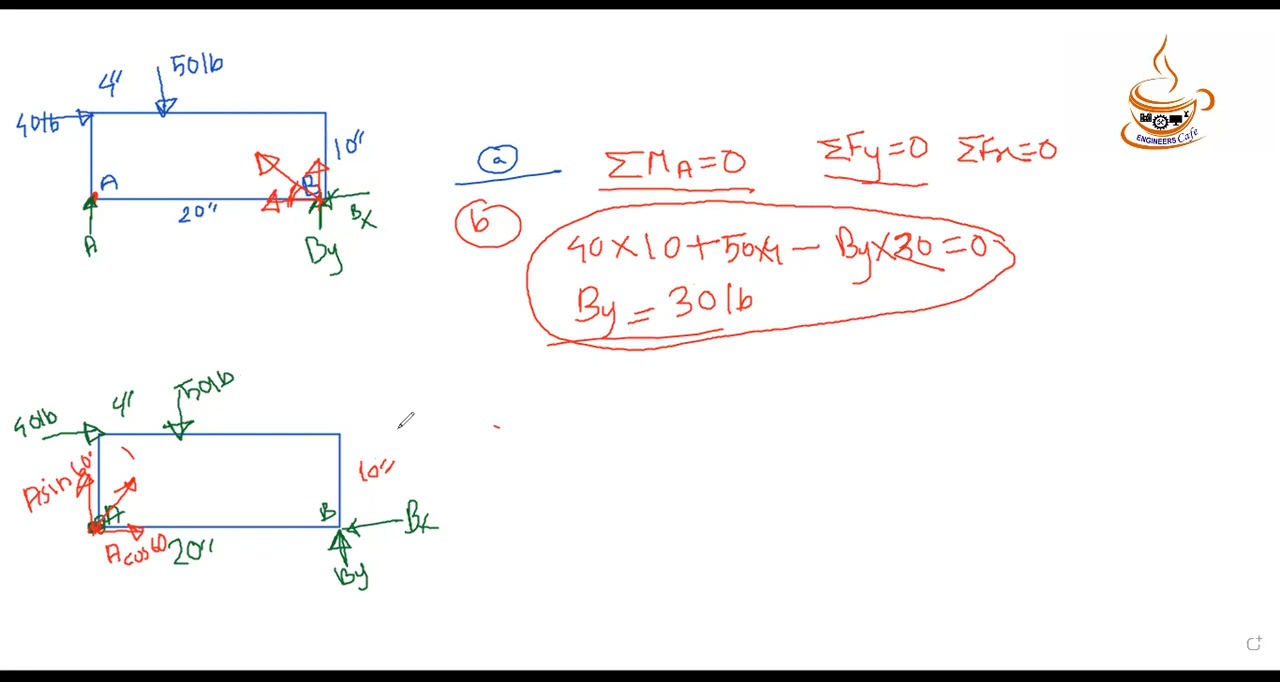 4" 50lb
40lb
10"
A B
20"
A
By
Bx
ⓐ ΣMA=0 ΣFy=0 ΣFx=0
ⓑ
40×10+50×4-By×20=0
By=30lb
ENGINEERS Cafe
40lb 4" 50lb
10"
Asin60°
A B
Acos60
20"
Bx
By